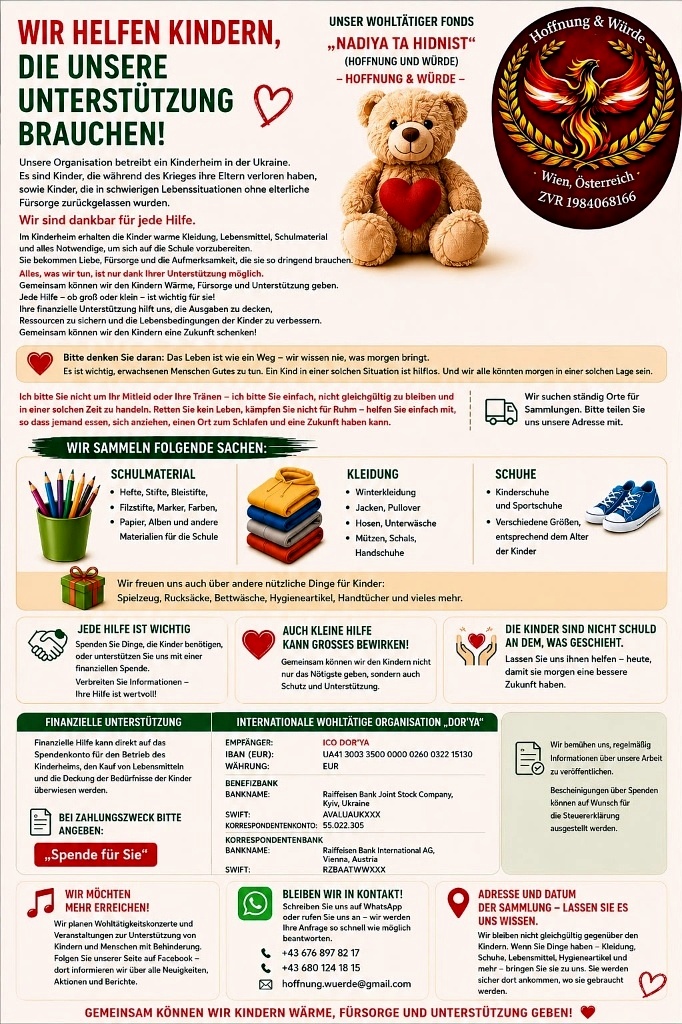 WIR HELFEN KINDERN,
DIE UNSERE
UNTERSTÜTZUNG
BRAUCHEN!
UNSER WOHLTÄTIGER FONDS
„NADIYA TA HIDNIST“
(HOFFNUNG UND WÜRDE)
– HOFFNUNG & WÜRDE –
Hoffnung & Würde
· Wien, Österreich ·
ZVR 1984068166
Unsere Organisation betreibt ein Kinderheim in der Ukraine.
Es sind Kinder, die während des Krieges ihre Eltern verloren haben,
sowie Kinder, die in schwierigen Lebenssituationen ohne elterliche
Fürsorge zurückgelassen wurden.
Wir sind dankbar für jede Hilfe.
Im Kinderheim erhalten die Kinder warme Kleidung, Lebensmittel, Schulmaterial
und alles Notwendige, um sich auf die Schule vorzubereiten.
Sie bekommen Liebe, Fürsorge und die Aufmerksamkeit, die sie so dringend brauchen.
Alles, was wir tun, ist nur dank Ihrer Unterstützung möglich.
Gemeinsam können wir den Kindern Wärme, Fürsorge und Unterstützung geben.
Jede Hilfe – ob groß oder klein – ist wichtig für sie!
Ihre finanzielle Unterstützung hilft uns, die Ausgaben zu decken,
Ressourcen zu sichern und die Lebensbedingungen der Kinder zu verbessern.
Gemeinsam können wir den Kindern eine Zukunft schenken!
Bitte denken Sie daran: Das Leben ist wie ein Weg – wir wissen nie, was morgen bringt.
Es ist wichtig, erwachsenen Menschen Gutes zu tun. Ein Kind in einer solchen Situation ist hilflos. Und wir alle könnten morgen in einer solchen Lage sein.
Ich bitte Sie nicht um Ihr Mitleid oder Ihre Tränen – ich bitte Sie einfach, nicht gleichgültig zu bleiben und
in einer solchen Zeit zu handeln. Retten Sie kein Leben, kämpfen Sie nicht für Ruhm – helfen Sie einfach mit,
so dass jemand essen, sich anziehen, einen Ort zum Schlafen und eine Zukunft haben kann.
Wir suchen ständig Orte für
Sammlungen. Bitte teilen Sie
uns unsere Adresse mit.
WIR SAMMELN FOLGENDE SACHEN:
SCHULMATERIAL
• Hefte, Stifte, Bleistifte,
• Filzstifte, Marker, Farben,
• Papier, Alben und andere
Materialien für die Schule
KLEIDUNG
• Winterkleidung
• Jacken, Pullover
• Hosen, Unterwäsche
• Mützen, Schals,
Handschuhe
SCHUHE
• Kinderschuhe
und Sportschuhe
• Verschiedene Größen,
entsprechend dem Alter
der Kinder
Wir freuen uns auch über andere nützliche Dinge für Kinder:
Spielzeug, Rucksäcke, Bettwäsche, Hygieneartikel, Handtücher und vieles mehr.
JEDE HILFE IST WICHTIG
Spenden Sie Dinge, die Kinder benötigen,
oder unterstützen Sie uns mit einer
finanziellen Spende.
Verbreiten Sie Informationen –
Ihre Hilfe ist wertvoll!
AUCH KLEINE HILFE
KANN GROSSES BEWIRKEN!
Gemeinsam können wir den Kindern nicht
nur das Nötigste geben, sondern auch
Schutz und Unterstützung.
DIE KINDER SIND NICHT SCHULD
AN DEM, WAS GESCHIEHT.
Lassen Sie uns ihnen helfen – heute,
damit sie morgen eine bessere
Zukunft haben.
FINANZIELLE UNTERSTÜTZUNG
Finanzielle Hilfe kann direkt auf das
Spendenkonto für den Betrieb des
Kinderheims, den Kauf von Lebensmitteln
und die Deckung der Bedürfnisse der Kinder
überwiesen werden.
BEI ZAHLUNGSZWECK BITTE
ANGEBEN:
„Spende für Sie“
INTERNATIONALE WOHLTÄTIGE ORGANISATION „DOR'YA“
EMPFÄNGER: ICO DOR'YA
IBAN (EUR): UA41 3003 3500 0000 0260 0322 15130
WÄHRUNG: EUR
BENEFIZBANK
BANKNAME: Raiffeisen Bank Joint Stock Company,
Kyiv, Ukraine
SWIFT: AVALUAUKXXX
KORRESPONDENTENKONTO: 55.022.305
KORRESPONDENTENBANK
BANKNAME: Raiffeisen Bank International AG,
Vienna, Austria
SWIFT: RZBAATWWXXX
Wir bemühen uns, regelmäßig
Informationen über unsere Arbeit
zu veröffentlichen.
Bescheinigungen über Spenden
können auf Wunsch für
die Steuererklärung
ausgestellt werden.
WIR MÖCHTEN
MEHR ERREICHEN!
Wir planen Wohltätigkeitskonzerte und
Veranstaltungen zur Unterstützung von
Kindern und Menschen mit Behinderung.
Folgen Sie unserer Seite auf Facebook –
dort informieren wir über alle Neuigkeiten,
Aktionen und Berichte.
BLEIBEN WIR IN KONTAKT!
Schreiben Sie uns auf WhatsApp
oder rufen Sie uns an – wir werden
Ihre Anfrage so schnell wie möglich
beantworten.
+43 676 897 82 17
+43 680 124 18 15
hoffnung.wuerde@gmail.com
ADRESSE UND DATUM
DER SAMMLUNG – LASSEN SIE ES
UNS WISSEN.
Wir bleiben nicht gleichgültig gegenüber den
Kindern. Wenn Sie Dinge haben – Kleidung,
Schuhe, Lebensmittel, Hygieneartikel und
mehr – bringen Sie sie zu uns. Sie werden
sicher dort ankommen, wo sie gebraucht
werden.
GEMEINSAM KÖNNEN WIR KINDERN WÄRME, FÜRSORGE UND UNTERSTÜTZUNG GEBEN!